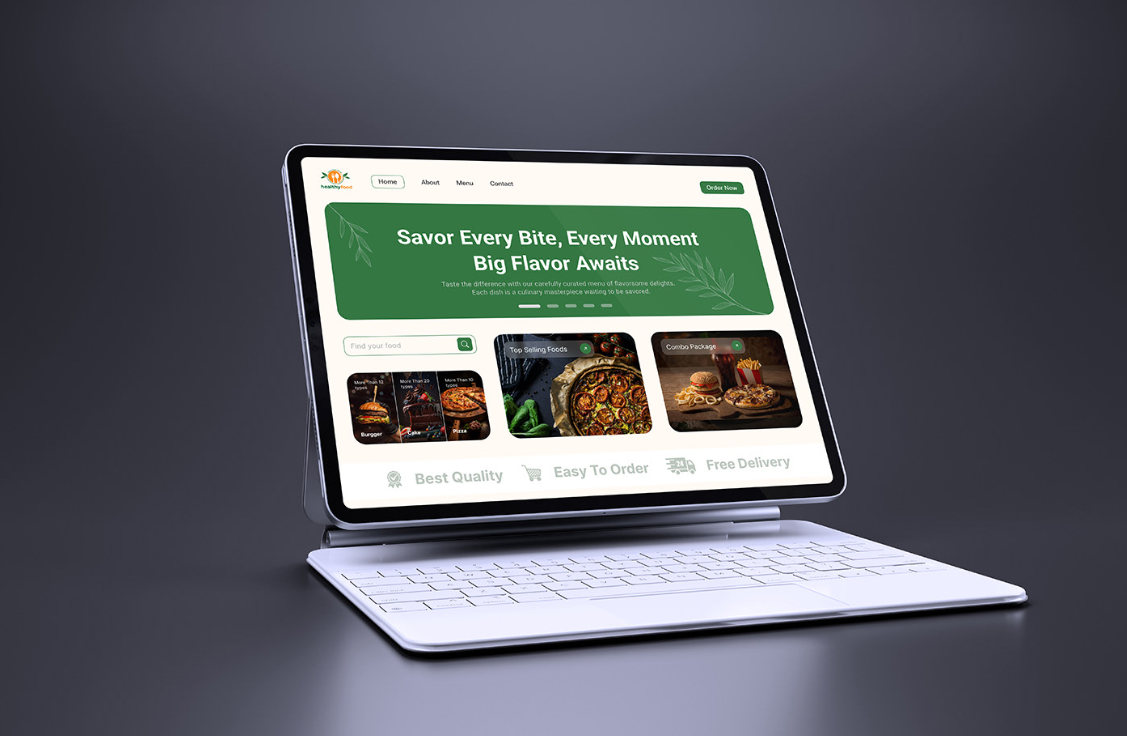 healthyfood
Home
About
Menu
Contact
Order Now
Savor Every Bite, Every Moment
Big Flavor Awaits
Taste the difference with our carefully curated menu of flavorsome delights.
Each dish is a culinary masterpiece waiting to be savored.
Find your food
Top Selling Foods
Combo Package
More Than 10
types
More Than 20
types
More Than 10
types
Burgger
Cake
Pizza
Best Quality
Easy To Order
24
Free Delivery